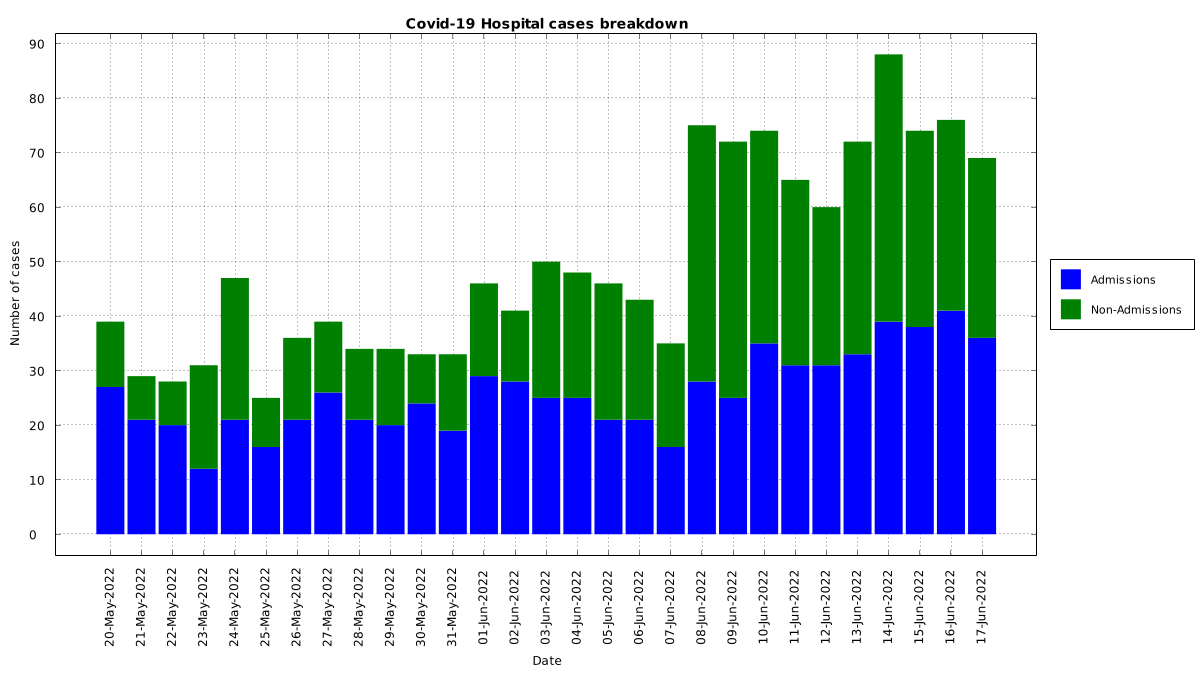 Covid-19 Hospital cases breakdown
90
80
70
60
50
40
30
20
10
0
Number of cases
20-May-2022
21-May-2022
22-May-2022
23-May-2022
24-May-2022
25-May-2022
26-May-2022
27-May-2022
28-May-2022
29-May-2022
30-May-2022
31-May-2022
01-Jun-2022
02-Jun-2022
03-Jun-2022
04-Jun-2022
05-Jun-2022
06-Jun-2022
07-Jun-2022
08-Jun-2022
09-Jun-2022
10-Jun-2022
11-Jun-2022
12-Jun-2022
13-Jun-2022
14-Jun-2022
15-Jun-2022
16-Jun-2022
17-Jun-2022
Date
Admissions
Non-Admissions